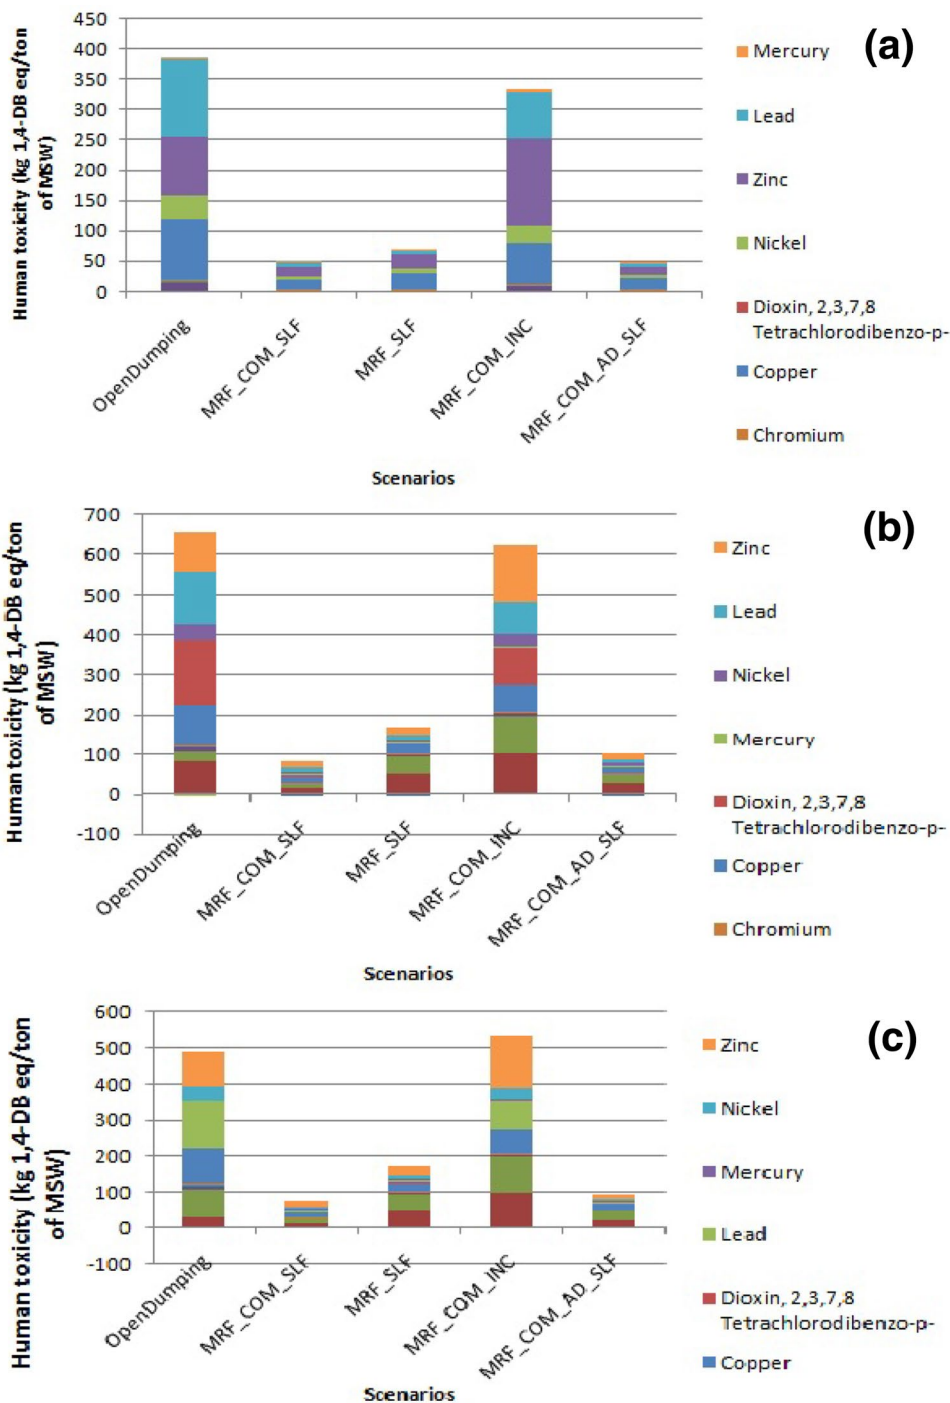 (a)
Human toxicity (kg 1,4-DB eq/ton
of MSW)
450
400
350
300
250
200
150
100
50
0
OpenDumping
MRF_COM_SLF
MRF_SLF
MRF_COM_INC
MRF_COM_AD_SLF
Scenarios
Mercury
Lead
Zinc
Nickel
Dioxin, 2,3,7,8
Tetrachlorodibenzo-p-
Copper
Chromium
(b)
Human toxicity (kg 1,4-DB eq/ton
of MSW)
700
600
500
400
300
200
100
0
-100
OpenDumping
MRF_COM_SLF
MRF_SLF
MRF_COM_INC
MRF_COM_AD_SLF
Scenarios
Zinc
Lead
Nickel
Mercury
Dioxin, 2,3,7,8
Tetrachlorodibenzo-p-
Copper
Chromium
(c)
Human toxicity (kg 1,4-DB eq/ton
of MSW)
600
500
400
300
200
100
0
-100
OpenDumping
MRF_COM_SLF
MRF_SLF
MRF_COM_INC
MRF_COM_AD_SLF
Scenarios
Zinc
Nickel
Mercury
Lead
Dioxin, 2,3,7,8
Tetrachlorodibenzo-p-
Copper